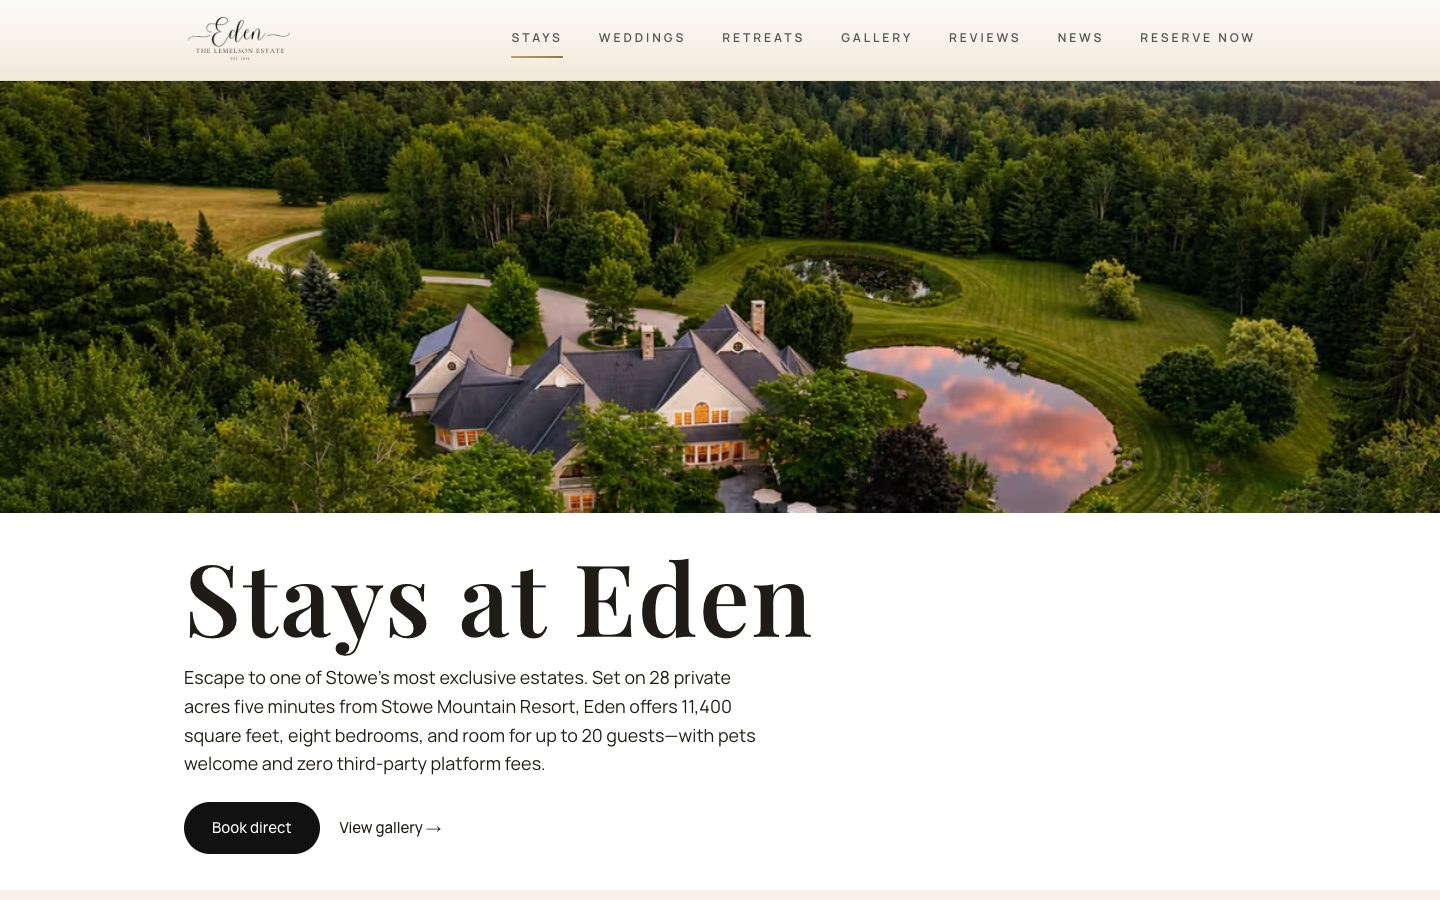 Eden
THE LEMELSON ESTATE
EST. 2016
STAYS WEDDINGS RETREATS GALLERY REVIEWS NEWS RESERVE NOW
Stays at Eden
Escape to one of Stowe’s most exclusive estates. Set on 28 private
acres five minutes from Stowe Mountain Resort, Eden offers 11,400
square feet, eight bedrooms, and room for up to 20 guests—with pets
welcome and zero third-party platform fees.
Book direct View gallery →